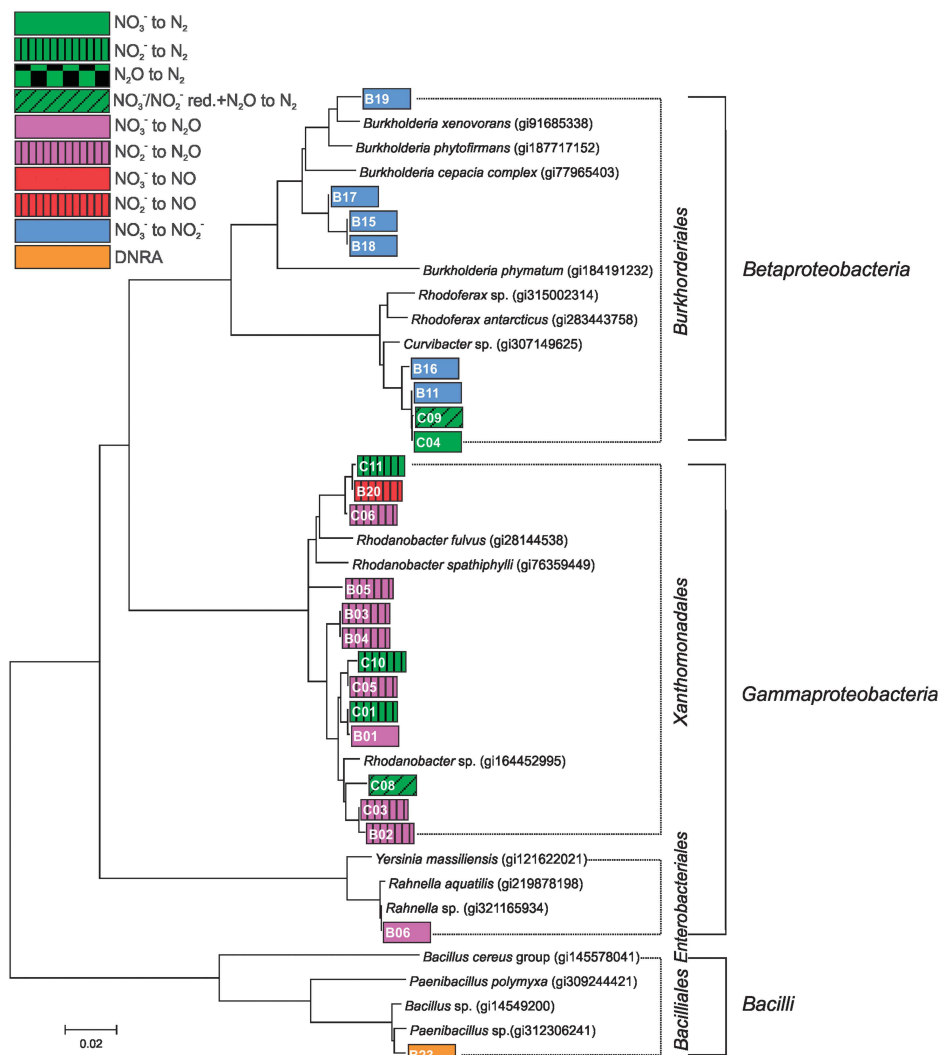 NO₃⁻ to N₂
NO₂⁻ to N₂
N₂O to N₂
NO₃⁻/NO₂⁻ red.+N₂O to N₂
NO₃⁻ to N₂O
NO₂⁻ to N₂O
NO₃⁻ to NO
NO₂⁻ to NO
NO₃⁻ to NO₂⁻
DNRA
B19
Burkholderia xenovorans (gi91685338)
Burkholderia phytofirmans (gi187717152)
Burkholderia cepacia complex (gi77965403)
B17
B15
B18
Burkholderia phymatum (gi184191232)
Rhodoferax sp. (gi315002314)
Rhodoferax antarcticus (gi283443758)
Curvibacter sp. (gi307149625)
B16
B11
C09
C04
Burkhorderiales
Betaproteobacteria
C11
B20
C06
Rhodanobacter fulvus (gi28144538)
Rhodanobacter spathiphylli (gi76359449)
B05
B03
B04
C10
C05
C01
B01
Rhodanobacter sp. (gi164452995)
C08
C03
B02
Xanthomonadales
Gammaproteobacteria
Yersinia massiliensis (gi121622021)
Rahnella aquatilis (gi219878198)
Rahnella sp. (gi321165934)
B06
Enterobacteriales
Bacillus cereus group (gi145578041)
Paenibacillus polymyxa (gi309244421)
Bacillus sp. (gi14549200)
Paenibacillus sp.(gi312306241)
B23
Bacilliales
Bacilli
0.02